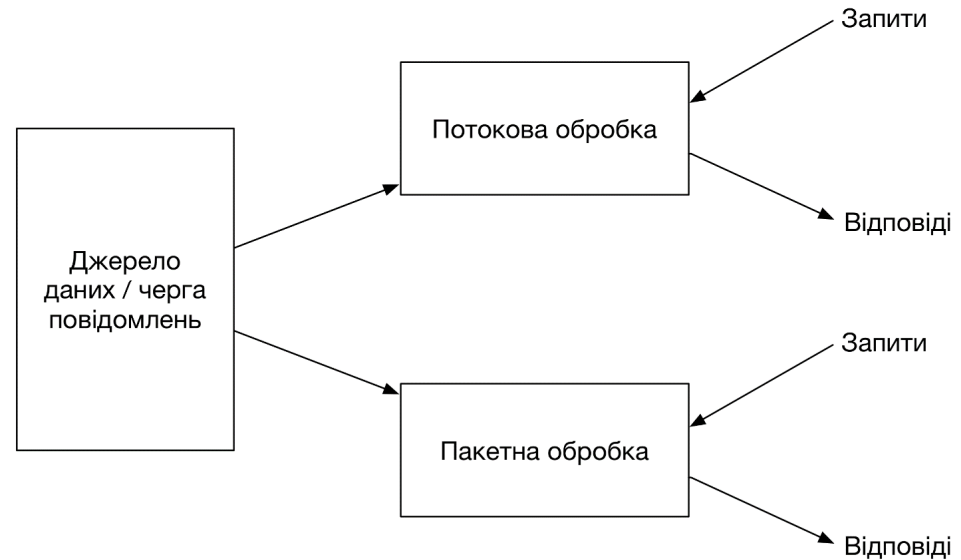 Запити
Потокова обробка
Відповіді
Джерело
даних / черга
повідомлень
Запити
Пакетна обробка
Відповіді